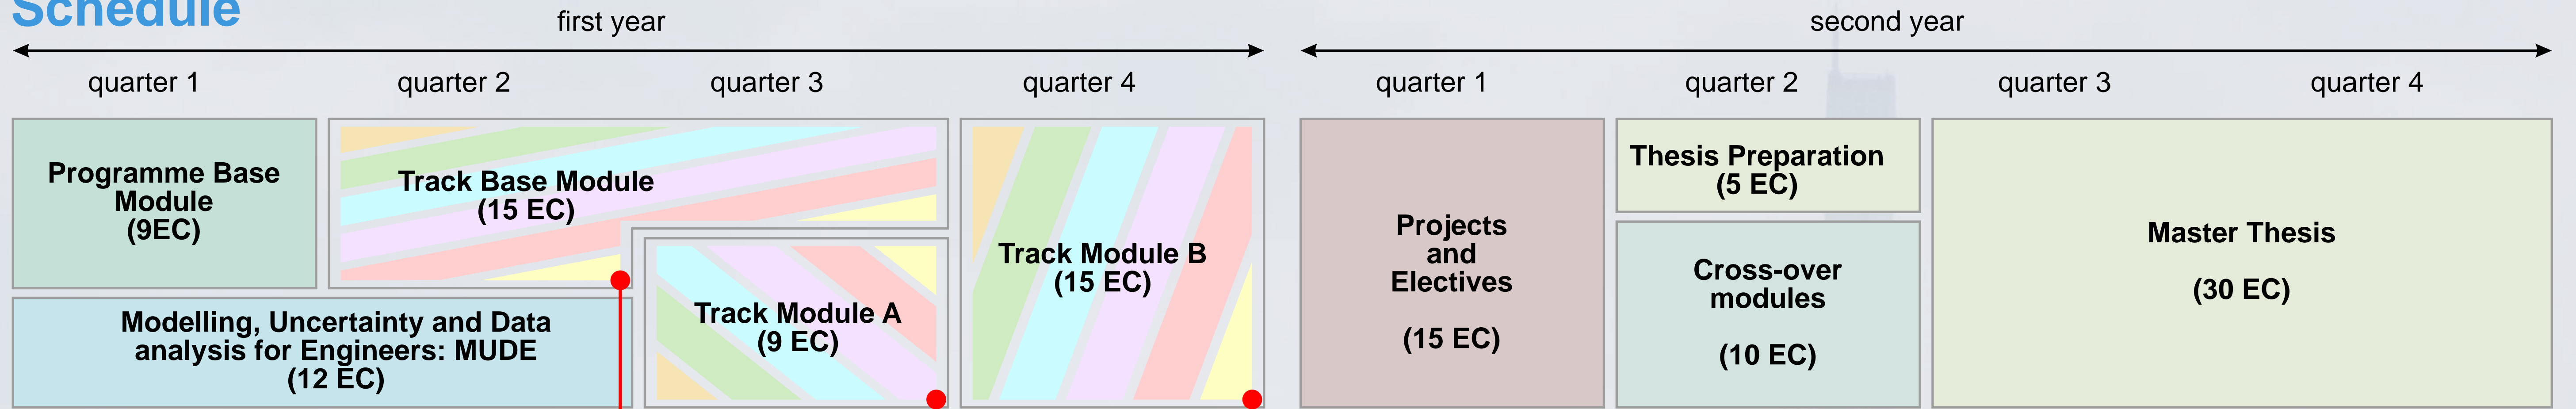 Schedule
first year
second year
quarter 1
quarter 2
quarter 3
quarter 4
quarter 1
quarter 2
quarter 3
quarter 4
Programme Base
Module
(9EC)
Track Base Module
(15 EC)
Modelling, Uncertainty and Data
analysis for Engineers: MUDE
(12 EC)
Track Module A
(9 EC)
Track Module B
(15 EC)
Projects
and
Electives
(15 EC)
Thesis Preparation
(5 EC)
Cross-over
modules
(10 EC)
Master Thesis
(30 EC)